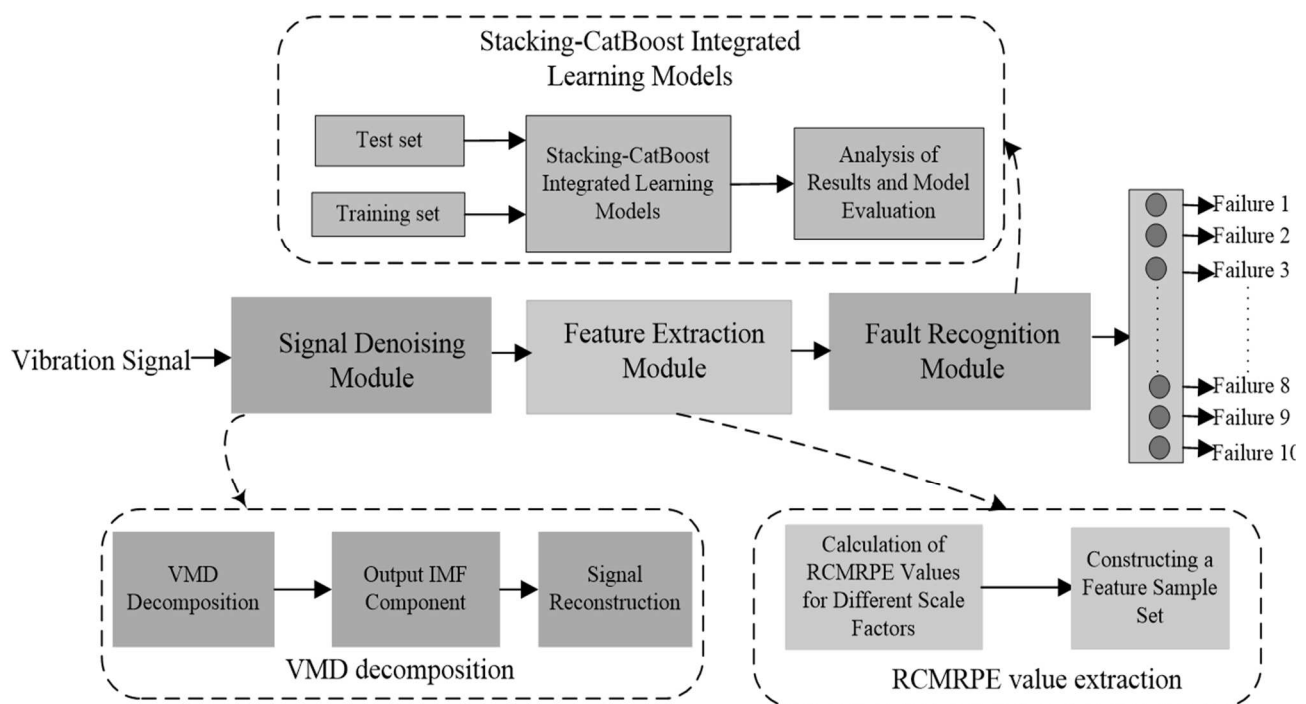 Stacking-CatBoost Integrated
Learning Models
Test set
Training set
Stacking-CatBoost
Integrated Learning
Models
Analysis of
Results and Model
Evaluation
Vibration Signal
Signal Denoising
Module
Feature Extraction
Module
Fault Recognition
Module
Failure 1
Failure 2
Failure 3
Failure 8
Failure 9
Failure 10
VMD
Decomposition
Output IMF
Component
Signal
Reconstruction
VMD decomposition
Calculation of
RCMRPE Values
for Different Scale
Factors
Constructing a
Feature Sample
Set
RCMRPE value extraction